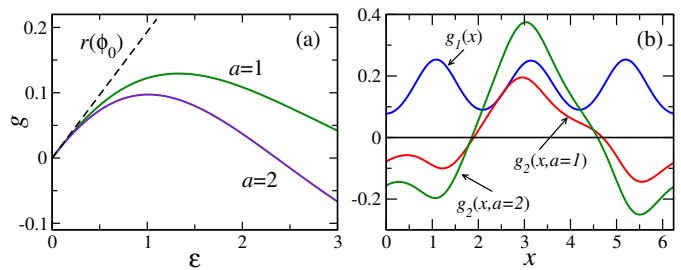 0.2
0.1
0
-0.1
g
r(ϕ₀)
(a)
a=1
a=2
0 1 2 3
ε
0.4
0.2
0
-0.2
g₁(x)
(b)
g₂(x,a=1)
g₂(x,a=2)
0 1 2 3 4 5 6
x